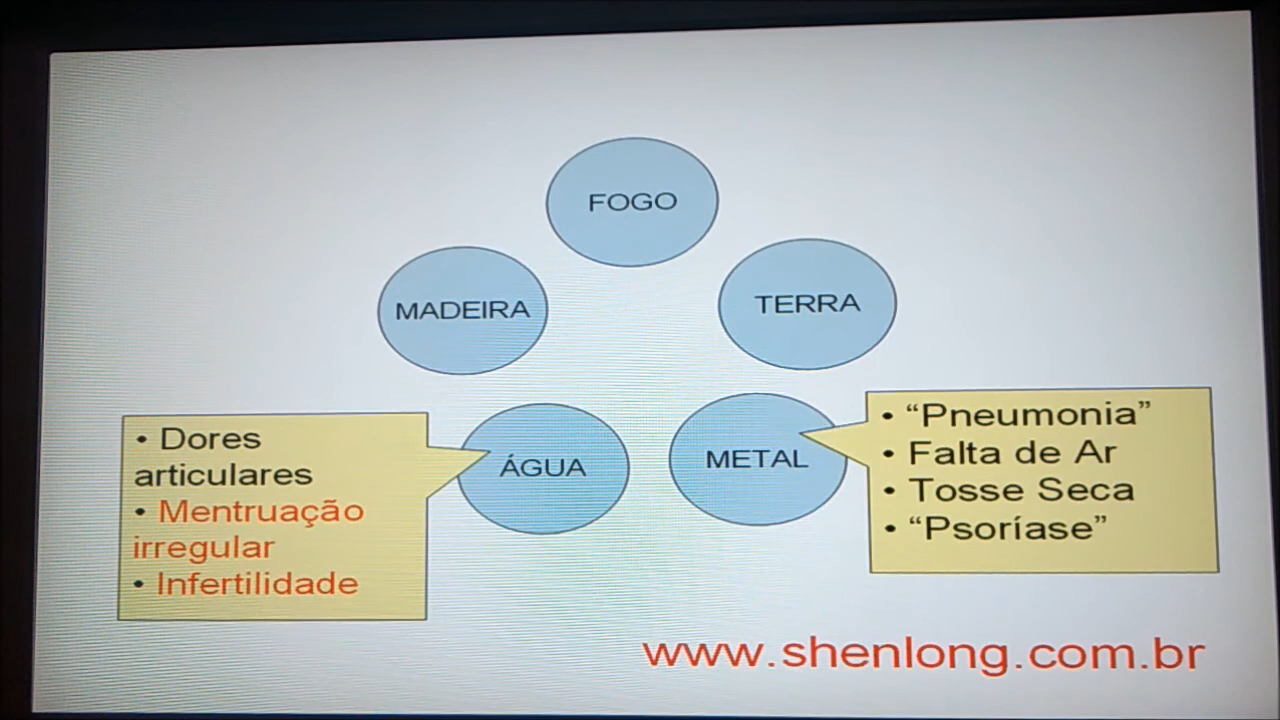 FOGO
MADEIRA
TERRA
ÁGUA
METAL
• Dores
articulares
• Mentruação
irregular
• Infertilidade
• “Pneumonia”
• Falta de Ar
• Tosse Seca
• “Psoríase”
www.shenlong.com.br